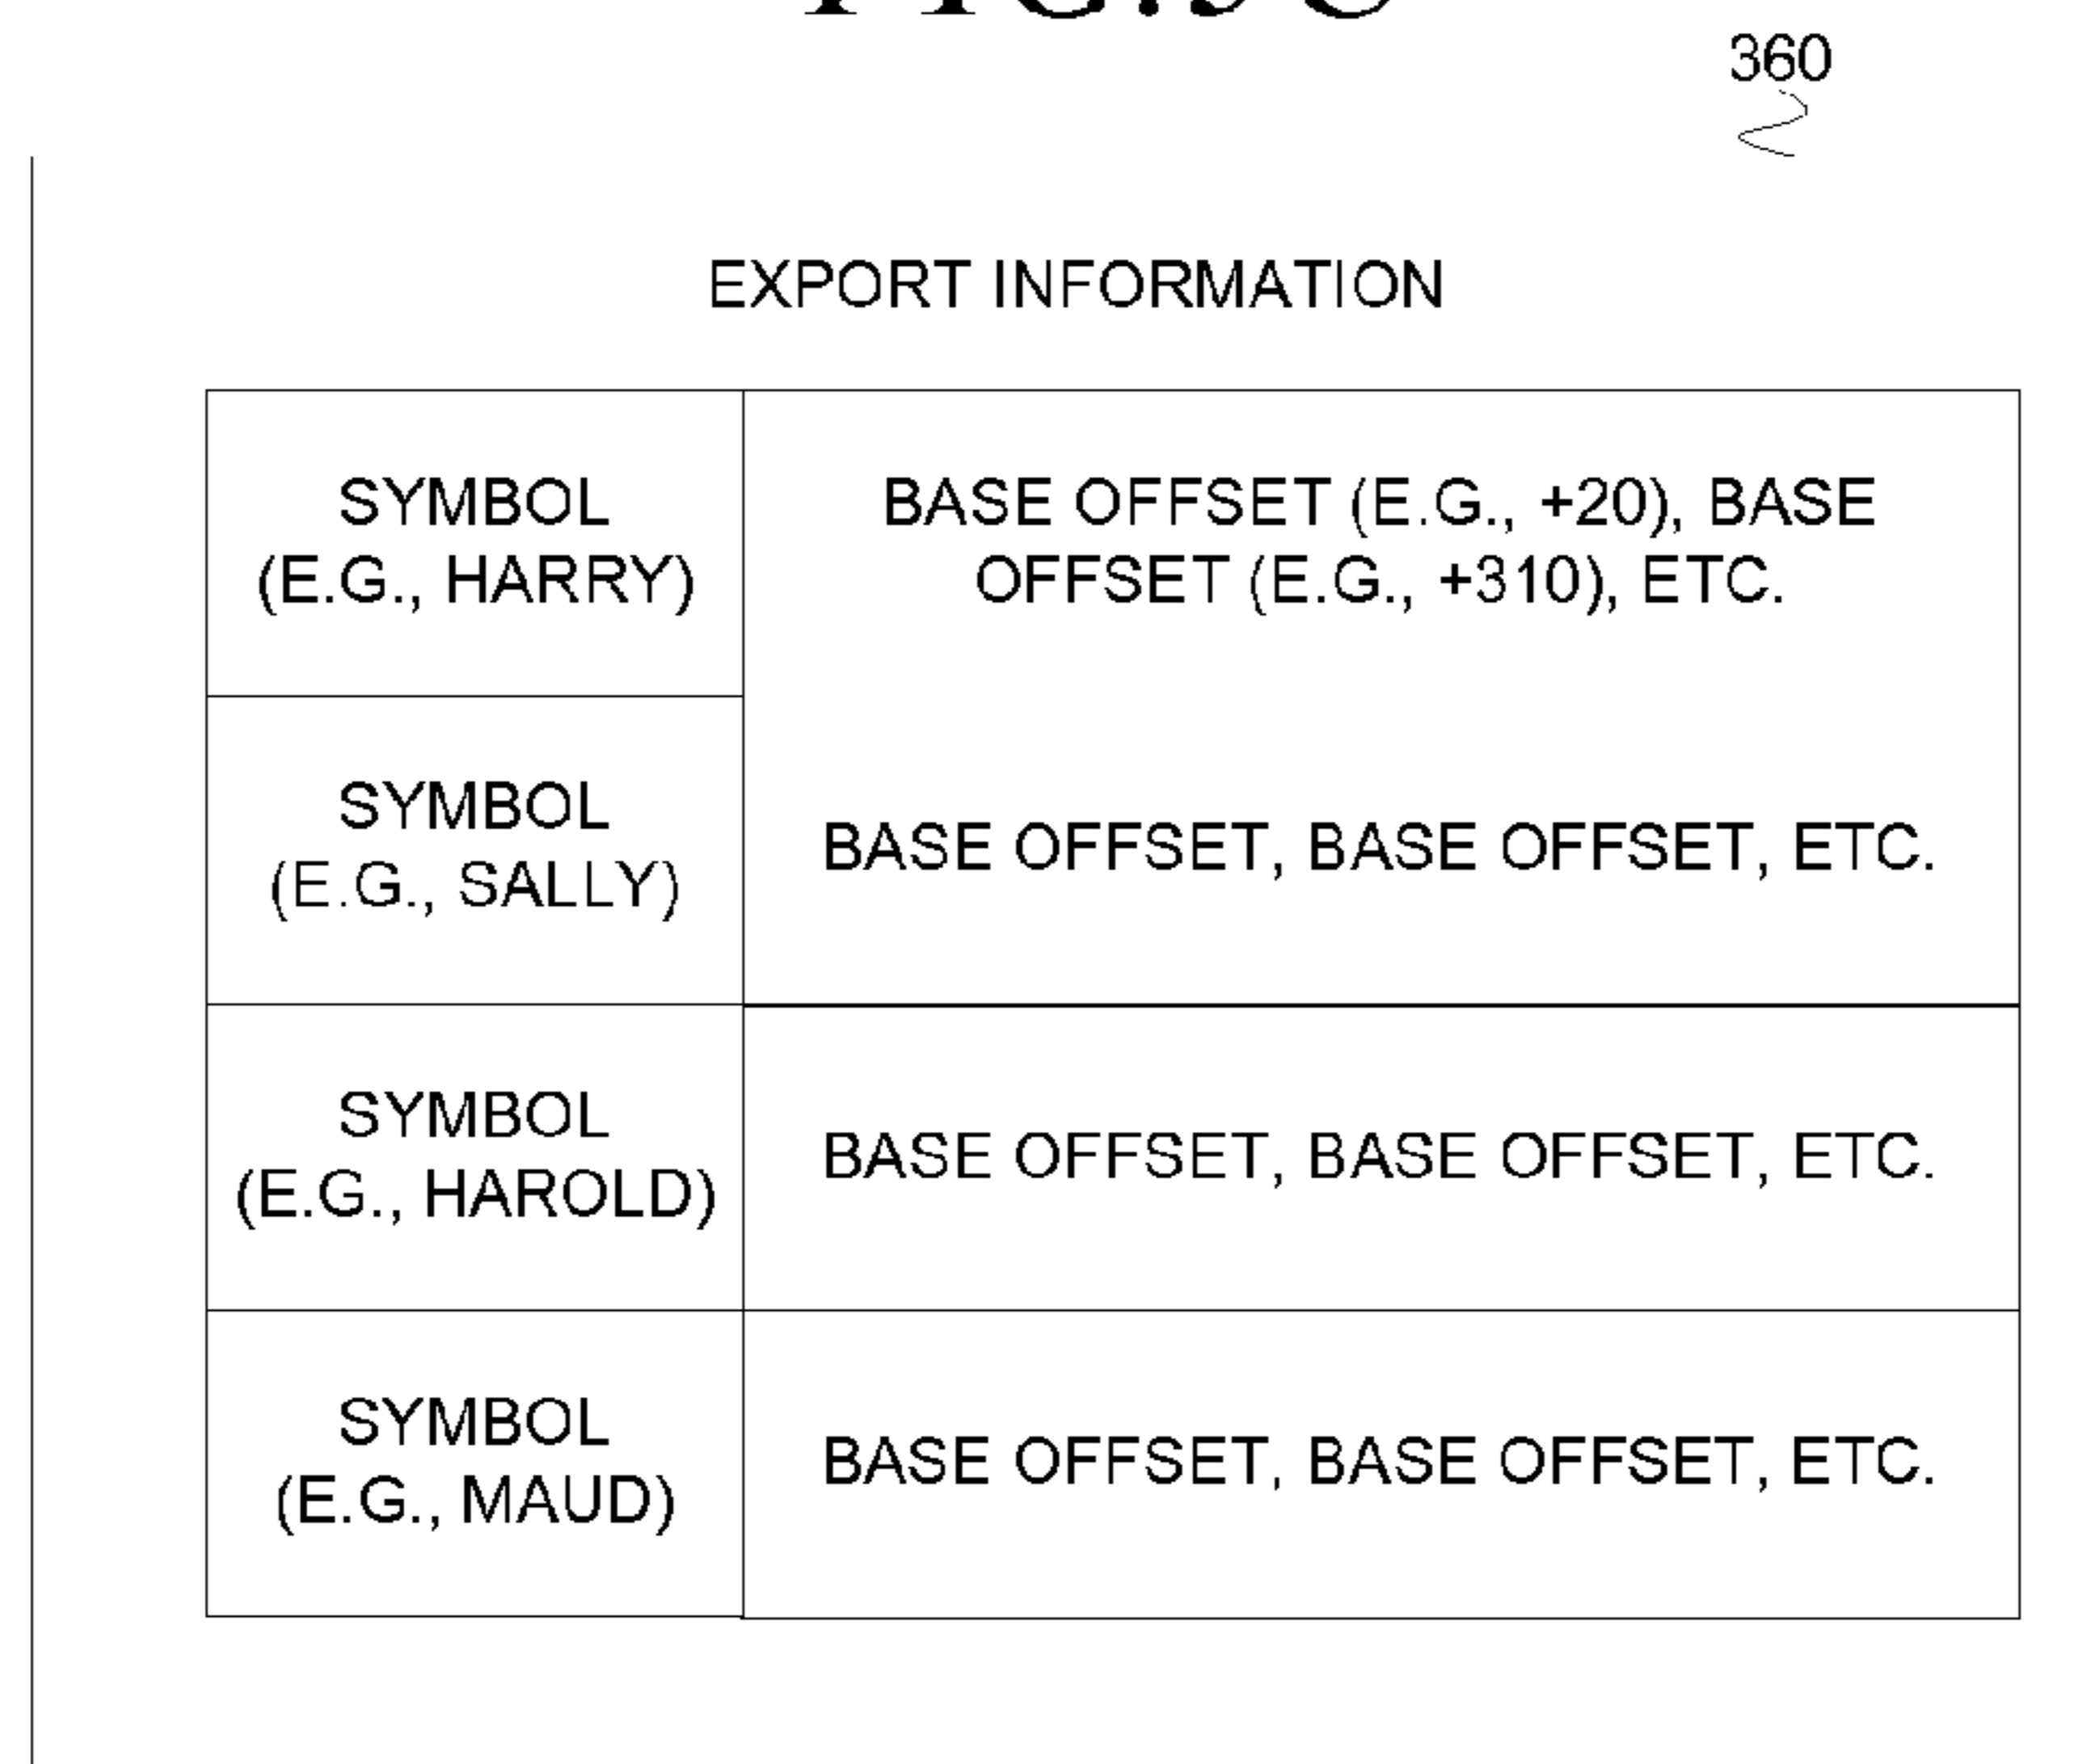 360
EXPORT INFORMATION
SYMBOL
(E.G., HARRY)
BASE OFFSET (E.G., +20), BASE
OFFSET (E.G., +310), ETC.
SYMBOL
(E.G., SALLY)
BASE OFFSET, BASE OFFSET, ETC.
SYMBOL
(E.G., HAROLD)
BASE OFFSET, BASE OFFSET, ETC.
SYMBOL
(E.G., MAUD)
BASE OFFSET, BASE OFFSET, ETC.